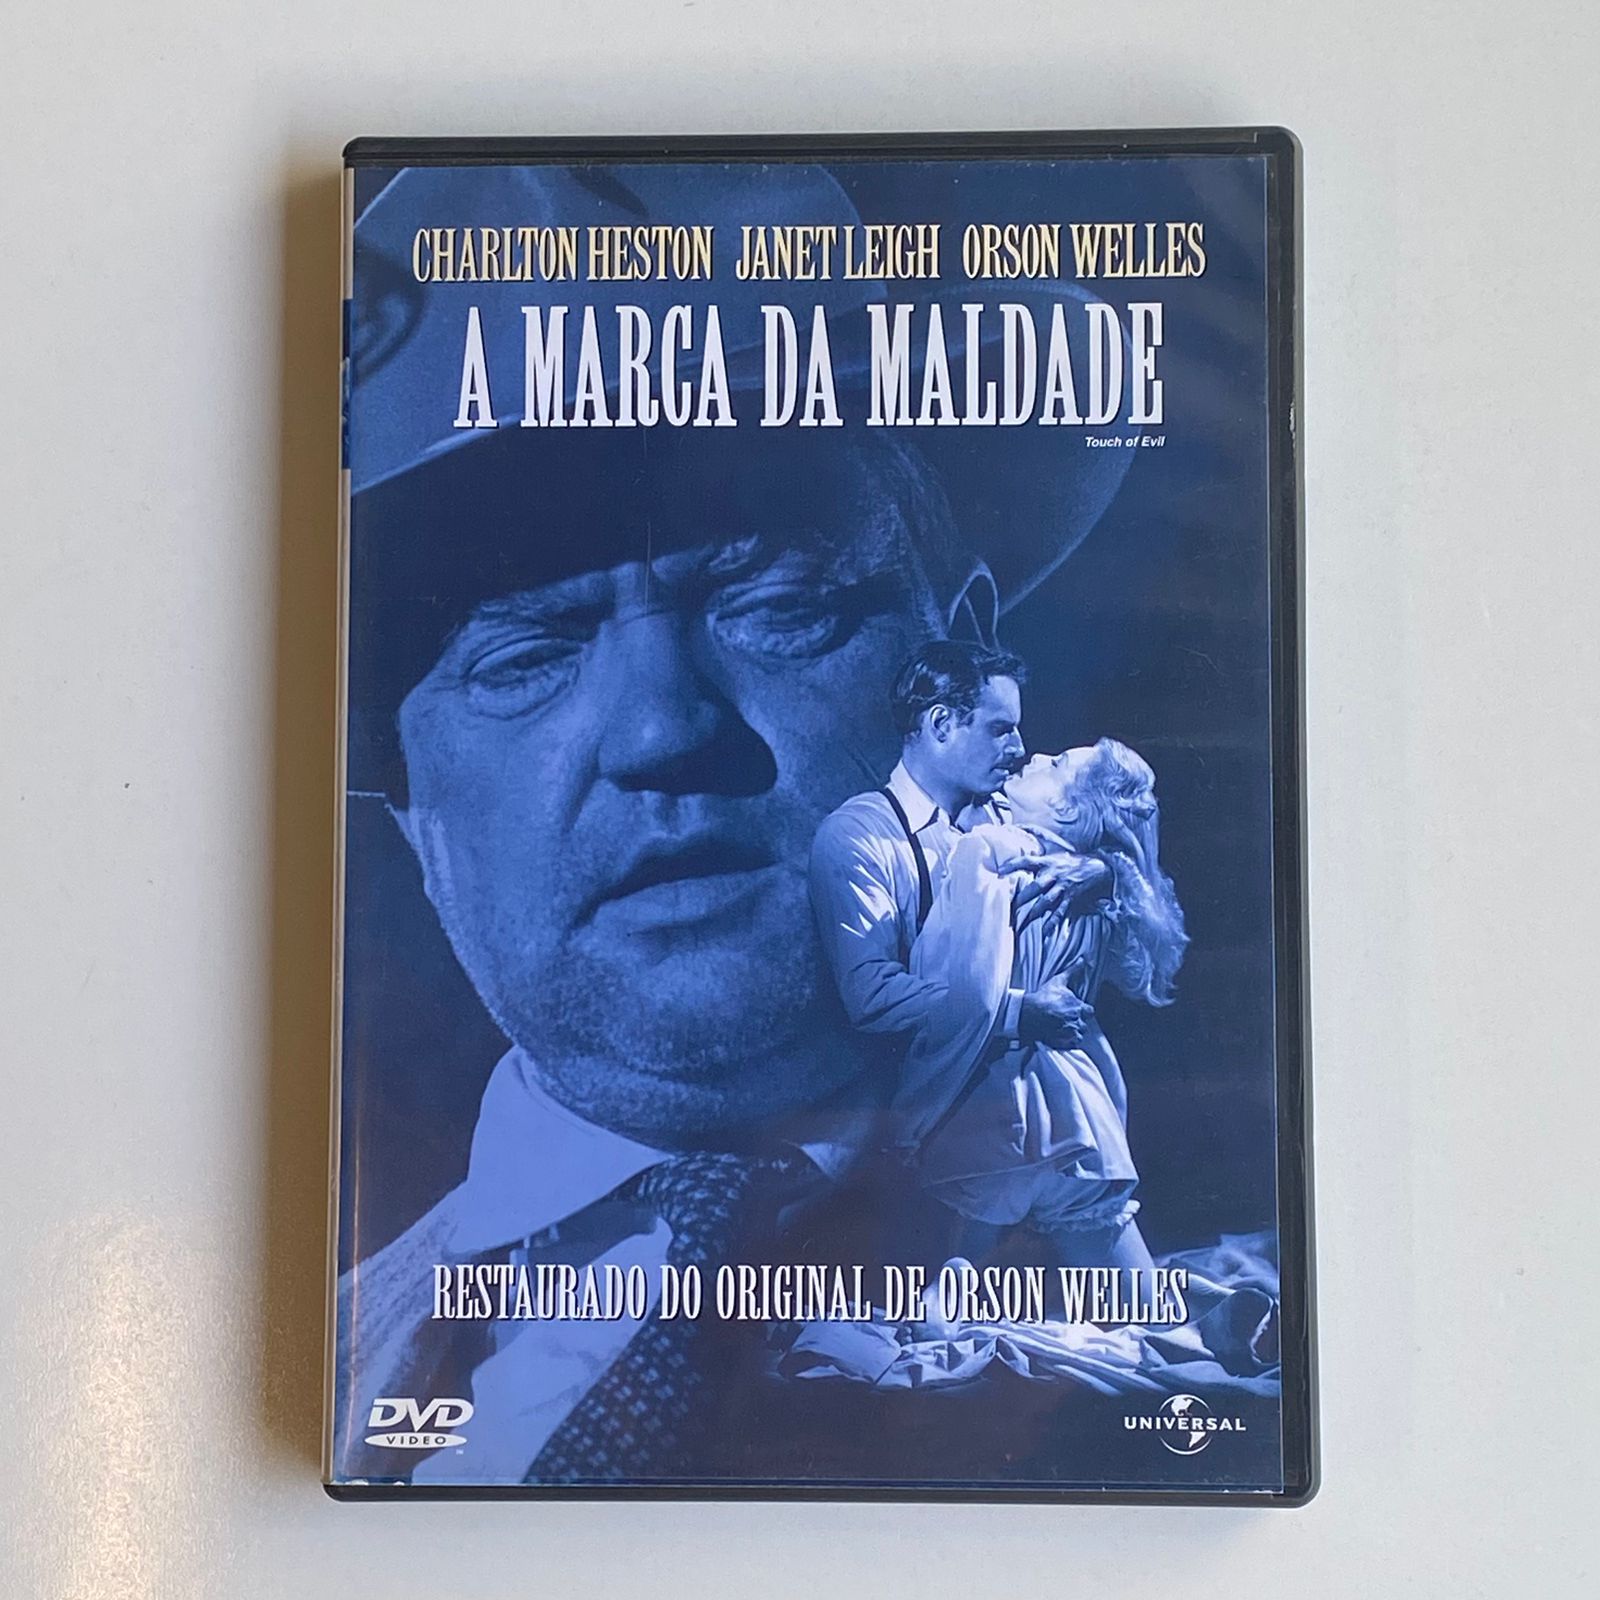 CHARLTON HESTON JANET LEIGH ORSON WELLES
A MARCA DA MALDADE
Touch of Evil
RESTAURADO DO ORIGINAL DE ORSON WELLES
DVD
VIDEO
UNIVERSAL